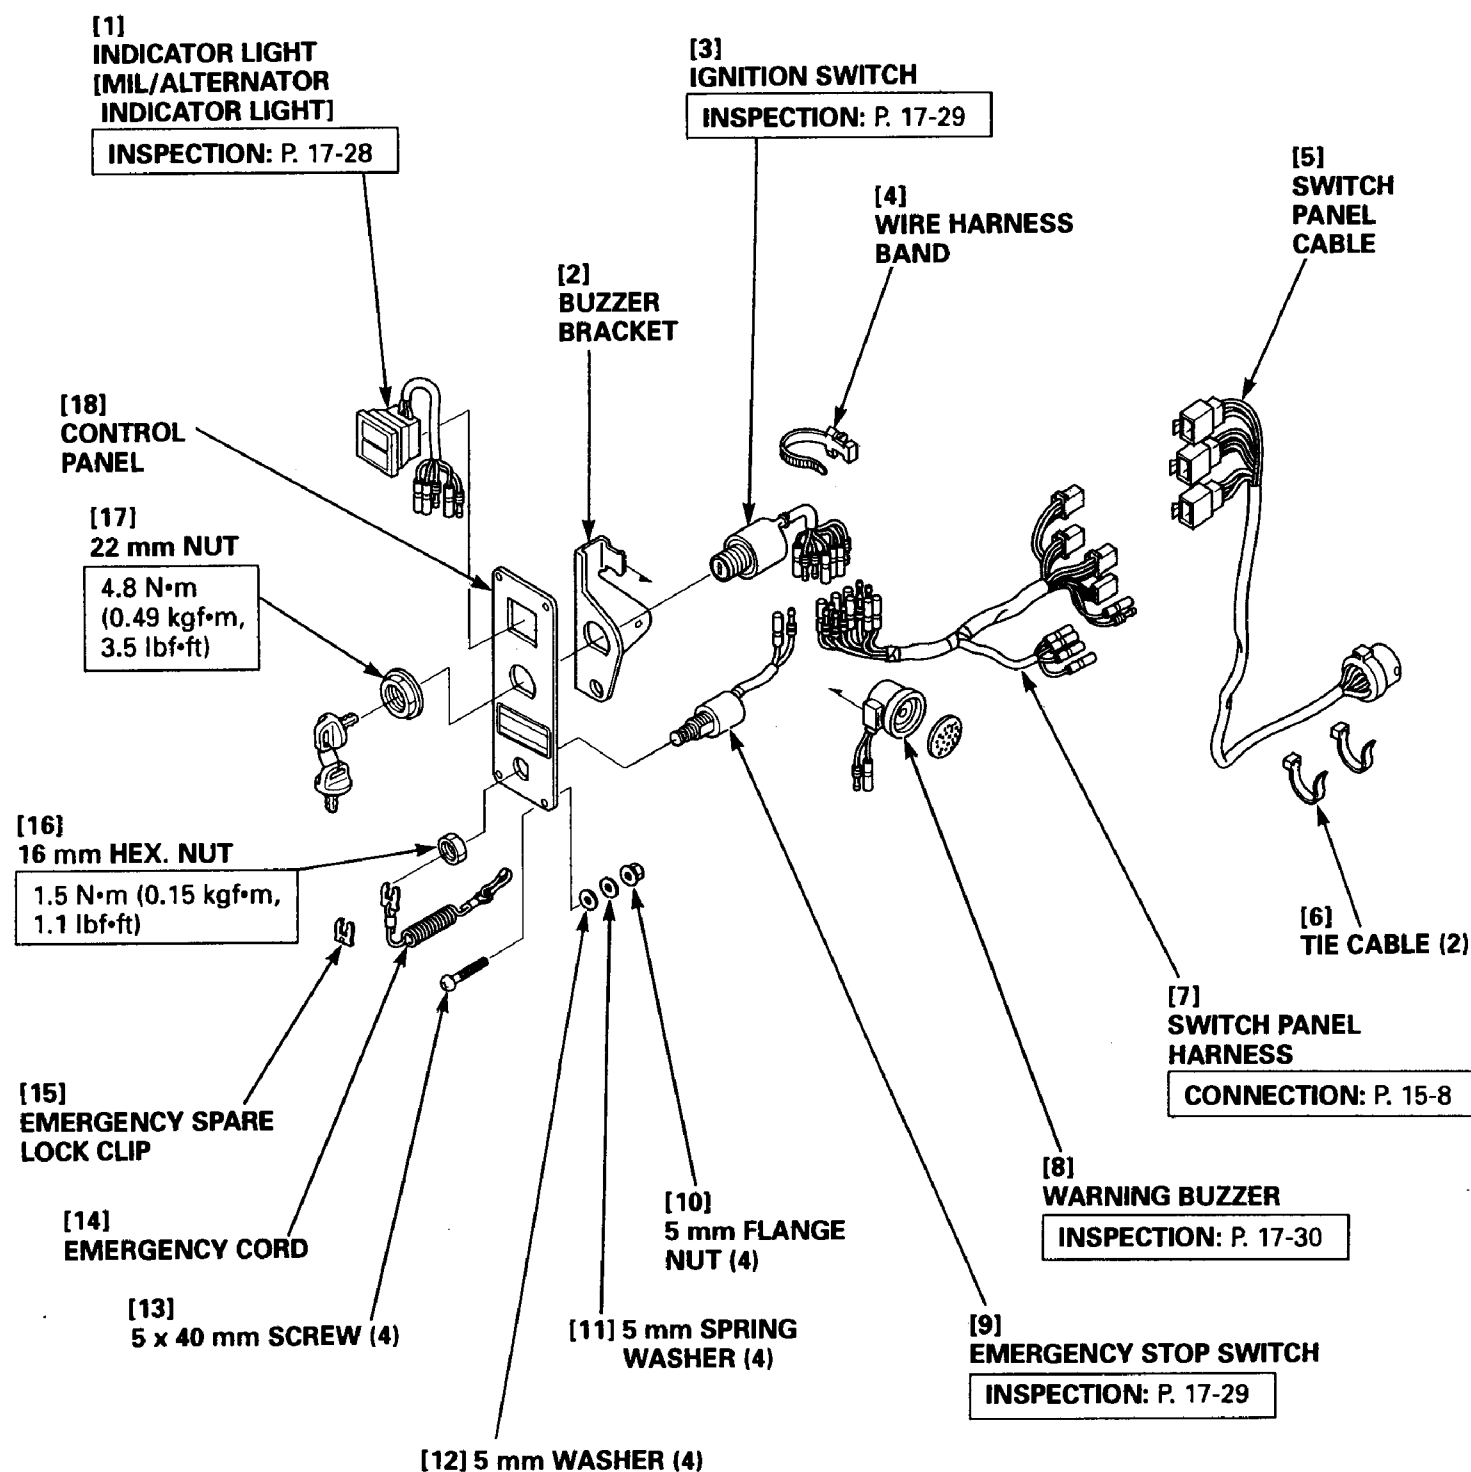 [1]
INDICATOR LIGHT
[MIL/ALTERNATOR
INDICATOR LIGHT]
INSPECTION: P. 17-28
[3]
IGNITION SWITCH
INSPECTION: P. 17-29
[5]
SWITCH
PANEL
CABLE
[4]
WIRE HARNESS
BAND
[2]
BUZZER
BRACKET
[18]
CONTROL
PANEL
[17]
22 mm NUT
4.8 N•m
(0.49 kgf•m,
3.5 lbf•ft)
[16]
16 mm HEX. NUT
1.5 N•m (0.15 kgf•m,
1.1 lbf•ft)
[6]
TIE CABLE (2)
[7]
SWITCH PANEL
HARNESS
CONNECTION: P. 15-8
[15]
EMERGENCY SPARE
LOCK CLIP
[8]
WARNING BUZZER
INSPECTION: P. 17-30
[14]
EMERGENCY CORD
[10]
5 mm FLANGE
NUT (4)
[13]
5 x 40 mm SCREW (4)
[11] 5 mm SPRING
WASHER (4)
[9]
EMERGENCY STOP SWITCH
INSPECTION: P. 17-29
[12] 5 mm WASHER (4)